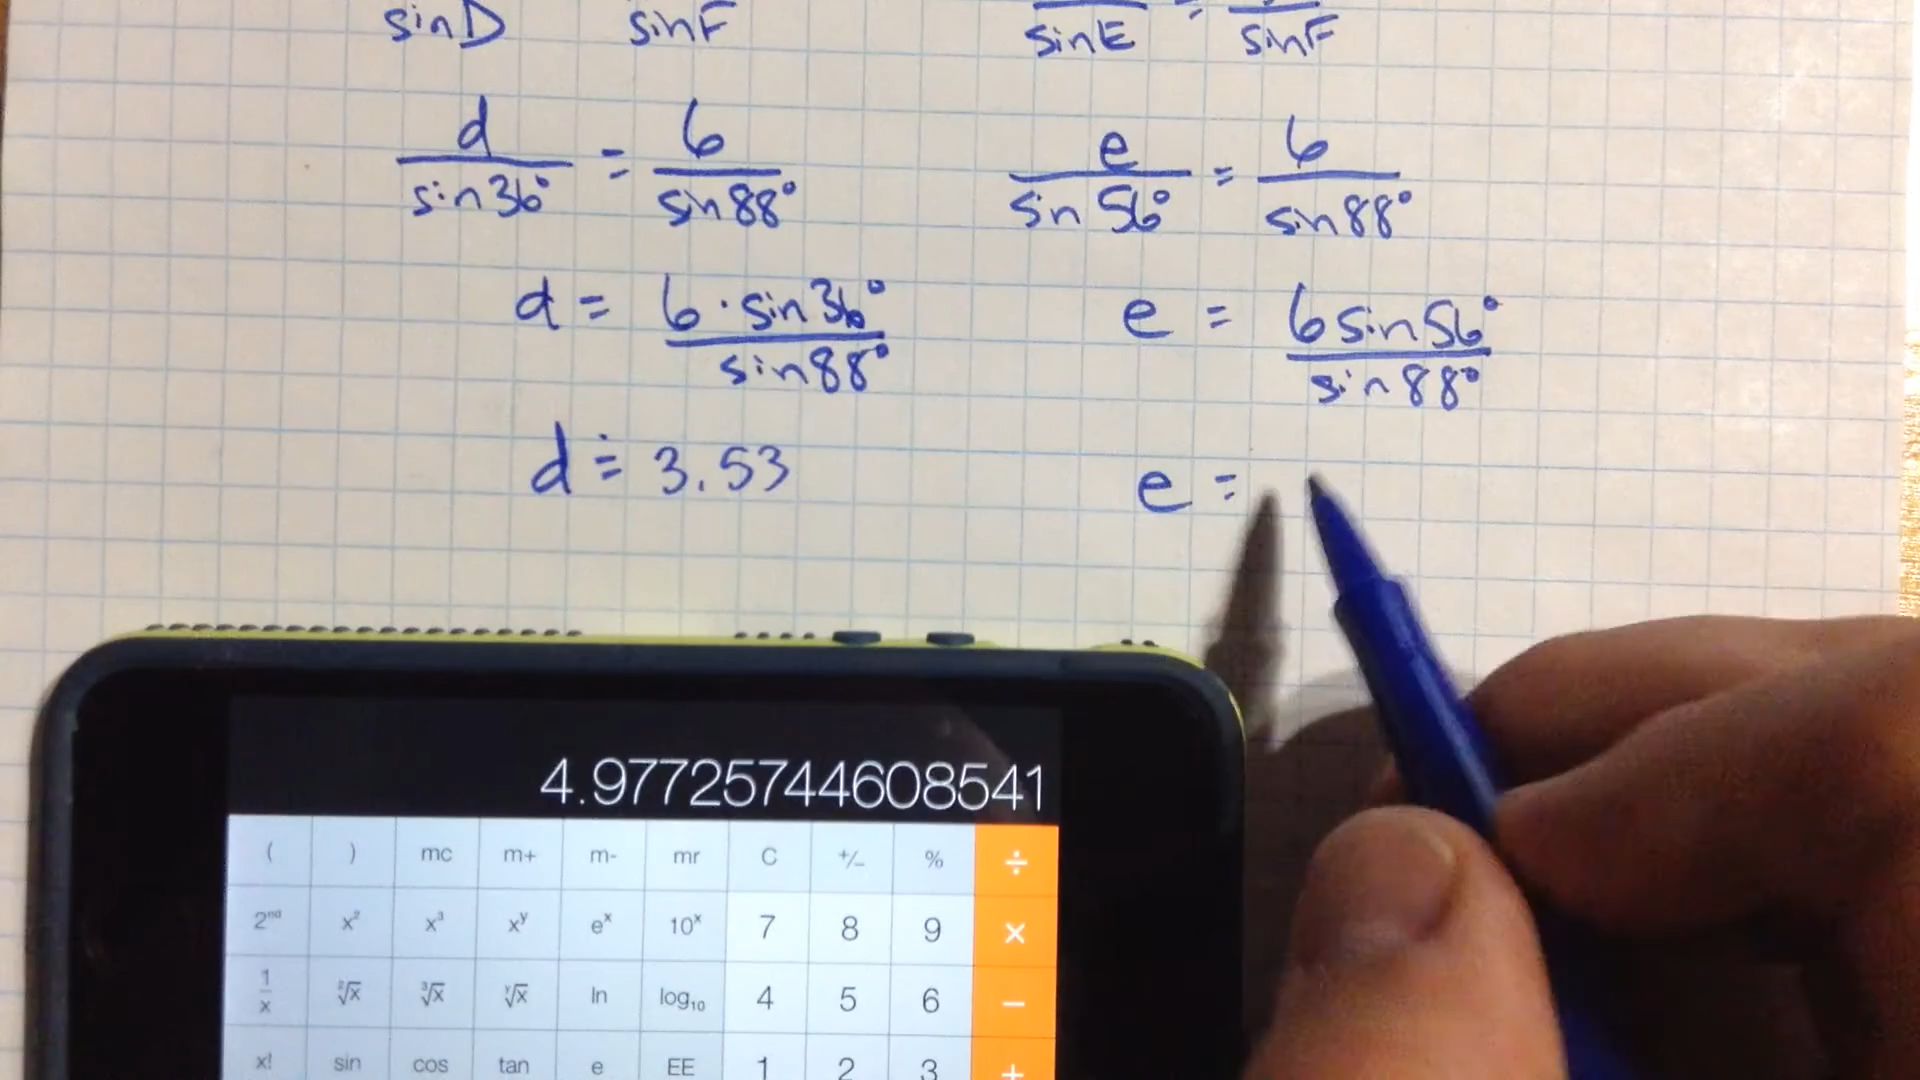 sinD sinF
sinE = sinF
d/sin36° = 6/sin88°
d = 6·sin36°/sin88°
d ≐ 3.53
e/sin56° = 6/sin88°
e = 6sin56°/sin88°
e =
4.97725744608541
( ) mc m+ m- mr C +/- % ÷
2nd x² x³ xʸ eˣ 10ˣ 7 8 9 ×
1/x ²√x ³√x ʸ√x ln log₁₀ 4 5 6 −
x! sin cos tan e EE 1 2 3 +